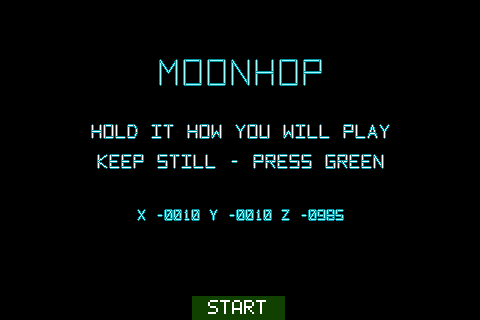 MOONHOP
HOLD IT HOW YOU WILL PLAY
KEEP STILL - PRESS GREEN
X -0010 Y -0010 Z -0985
START